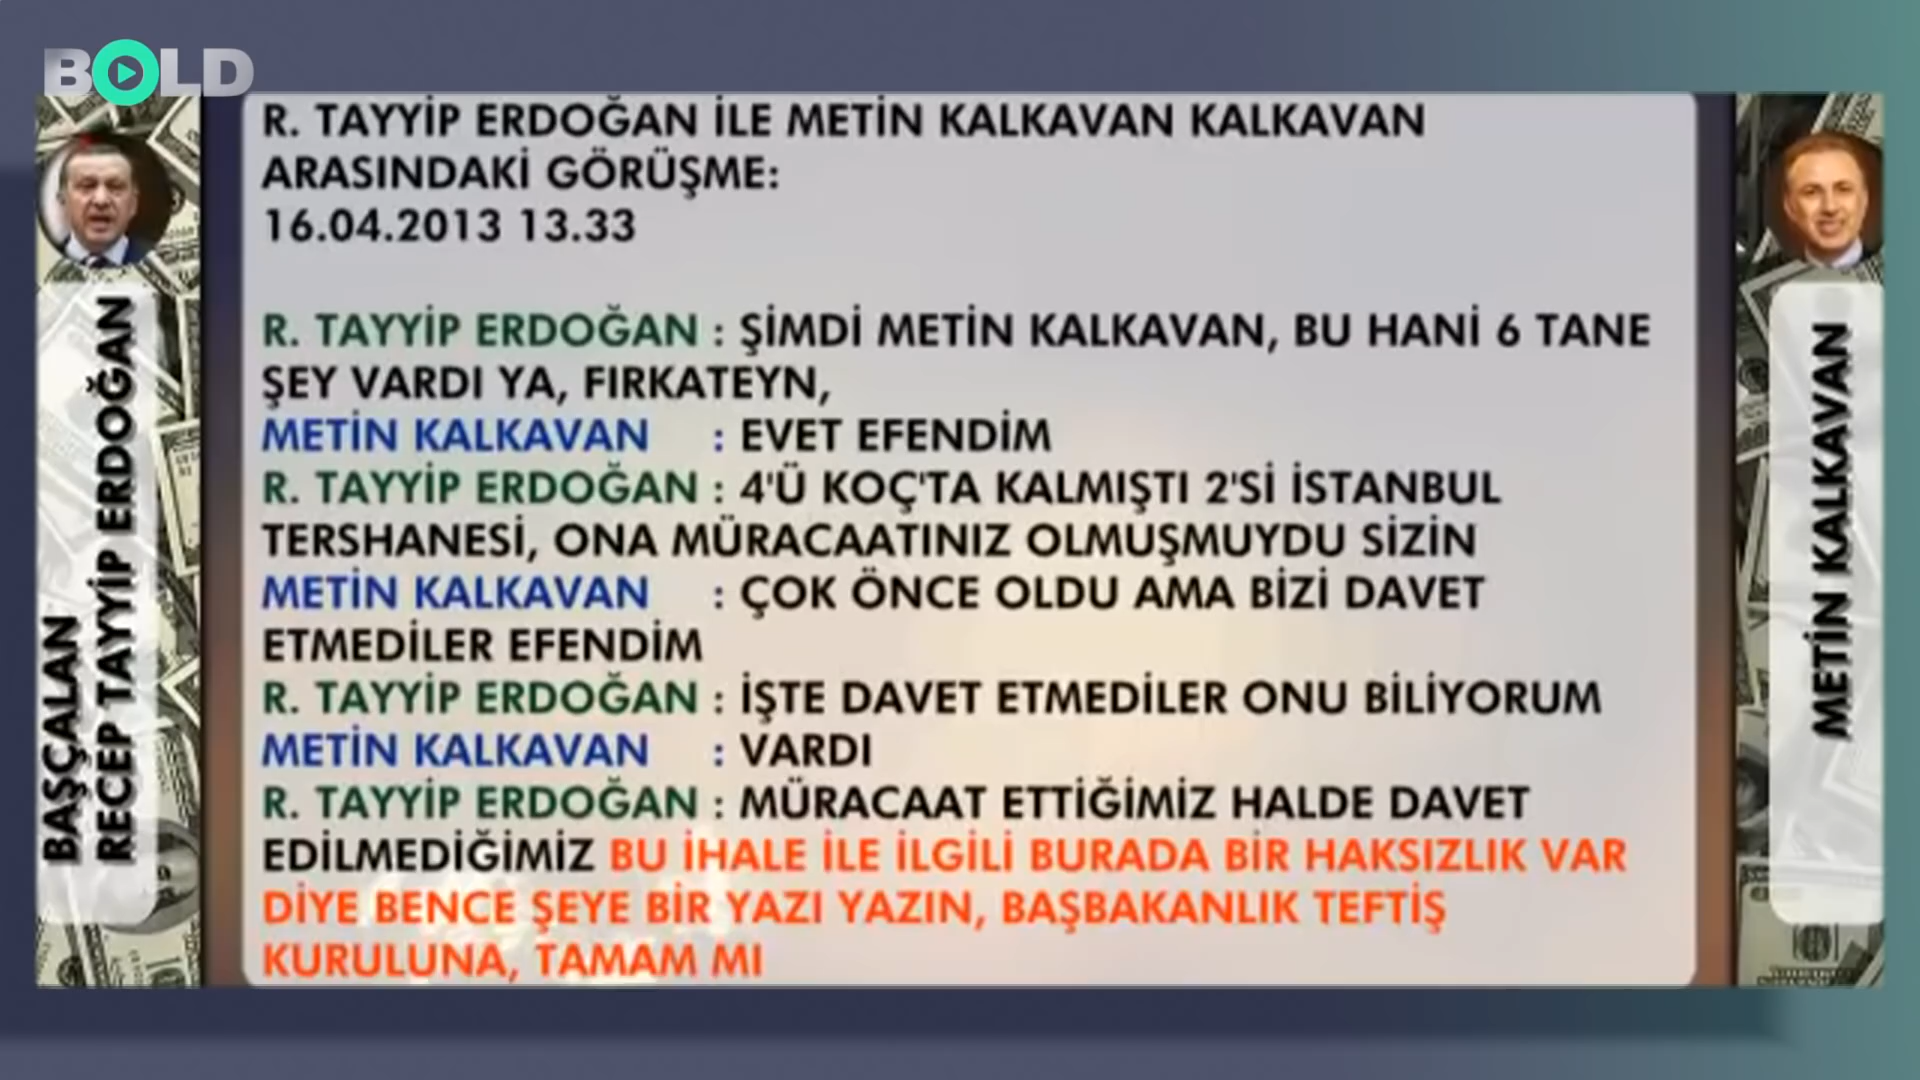 BOLD
R. TAYYİP ERDOĞAN İLE METİN KALKAVAN KALKAVAN
ARASINDAKİ GÖRÜŞME:
16.04.2013 13.33
R. TAYYİP ERDOĞAN : ŞİMDİ METİN KALKAVAN, BU HANİ 6 TANE
ŞEY VARDI YA, FIRKATEYN,
METİN KALKAVAN : EVET EFENDİM
R. TAYYİP ERDOĞAN : 4'Ü KOÇ'TA KALMIŞTI 2'Sİ İSTANBUL
TERSHANESİ, ONA MÜRACAATINIZ OLMUŞMUYDU SİZİN
METİN KALKAVAN : ÇOK ÖNCE OLDU AMA BİZİ DAVET
ETMEDİLER EFENDİM
R. TAYYİP ERDOĞAN : İŞTE DAVET ETMEDİLER ONU BİLİYORUM
METİN KALKAVAN : VARDI
R. TAYYİP ERDOĞAN : MÜRACAAT ETTİĞİMİZ HALDE DAVET
EDİLMEDİĞİMİZ BU İHALE İLE İLGİLİ BURADA BİR HAKSIZLIK VAR
DİYE BENCE ŞEYE BİR YAZI YAZIN, BAŞBAKANLIK TEFTİŞ
KURULUNA, TAMAM MI
BAŞÇALAN
RECEP TAYYİP ERDOĞAN
METİN KALKAVAN